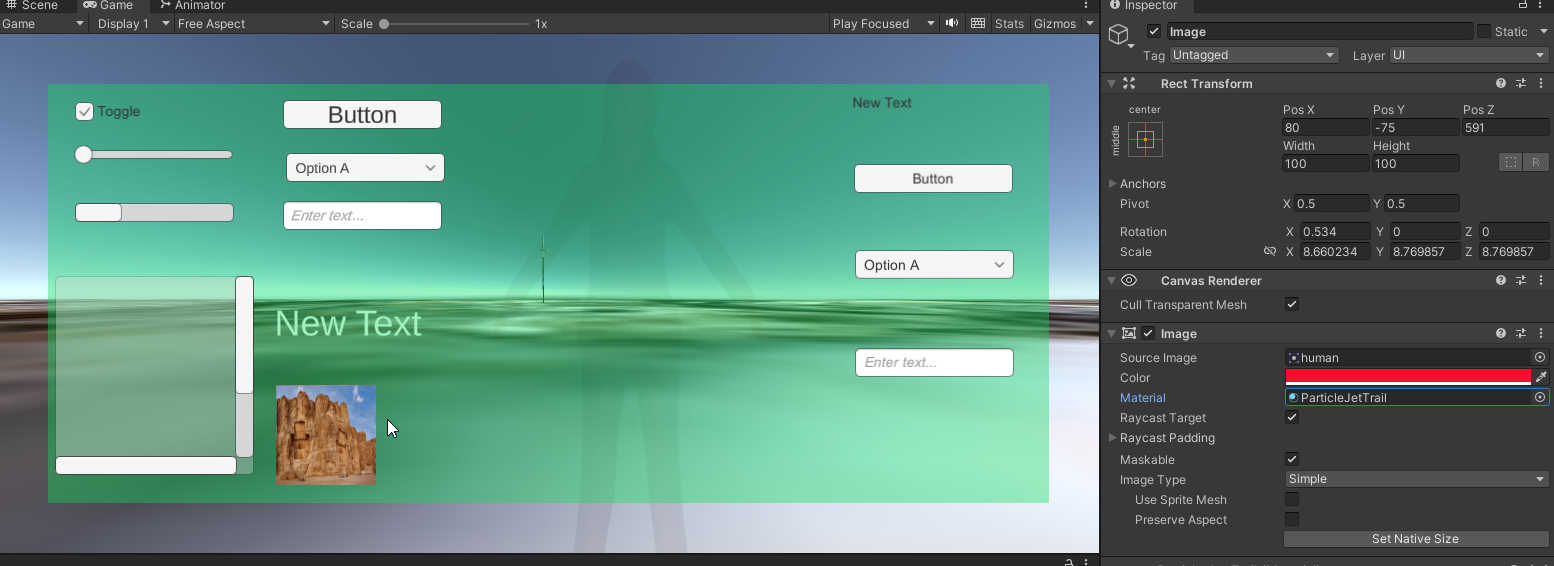 Scene Game Animator
Game Display 1 Free Aspect Scale 1x Play Focused Stats Gizmos
Toggle
Button
New Text
Option A
Button
Enter text...
Option A
New Text
Enter text...
Inspector
Image Static
Tag Untagged Layer UI
Rect Transform
center
middle
Pos X Pos Y Pos Z
80 -75 591
Width Height
100 100 R
Anchors
Pivot X 0.5 Y 0.5
Rotation X 0.534 Y 0 Z 0
Scale X 8.660234 Y 8.769857 Z 8.769857
Canvas Renderer
Cull Transparent Mesh
Image
Source Image human
Color
Material ParticleJetTrail
Raycast Target
Raycast Padding
Maskable
Image Type Simple
Use Sprite Mesh
Preserve Aspect
Set Native Size